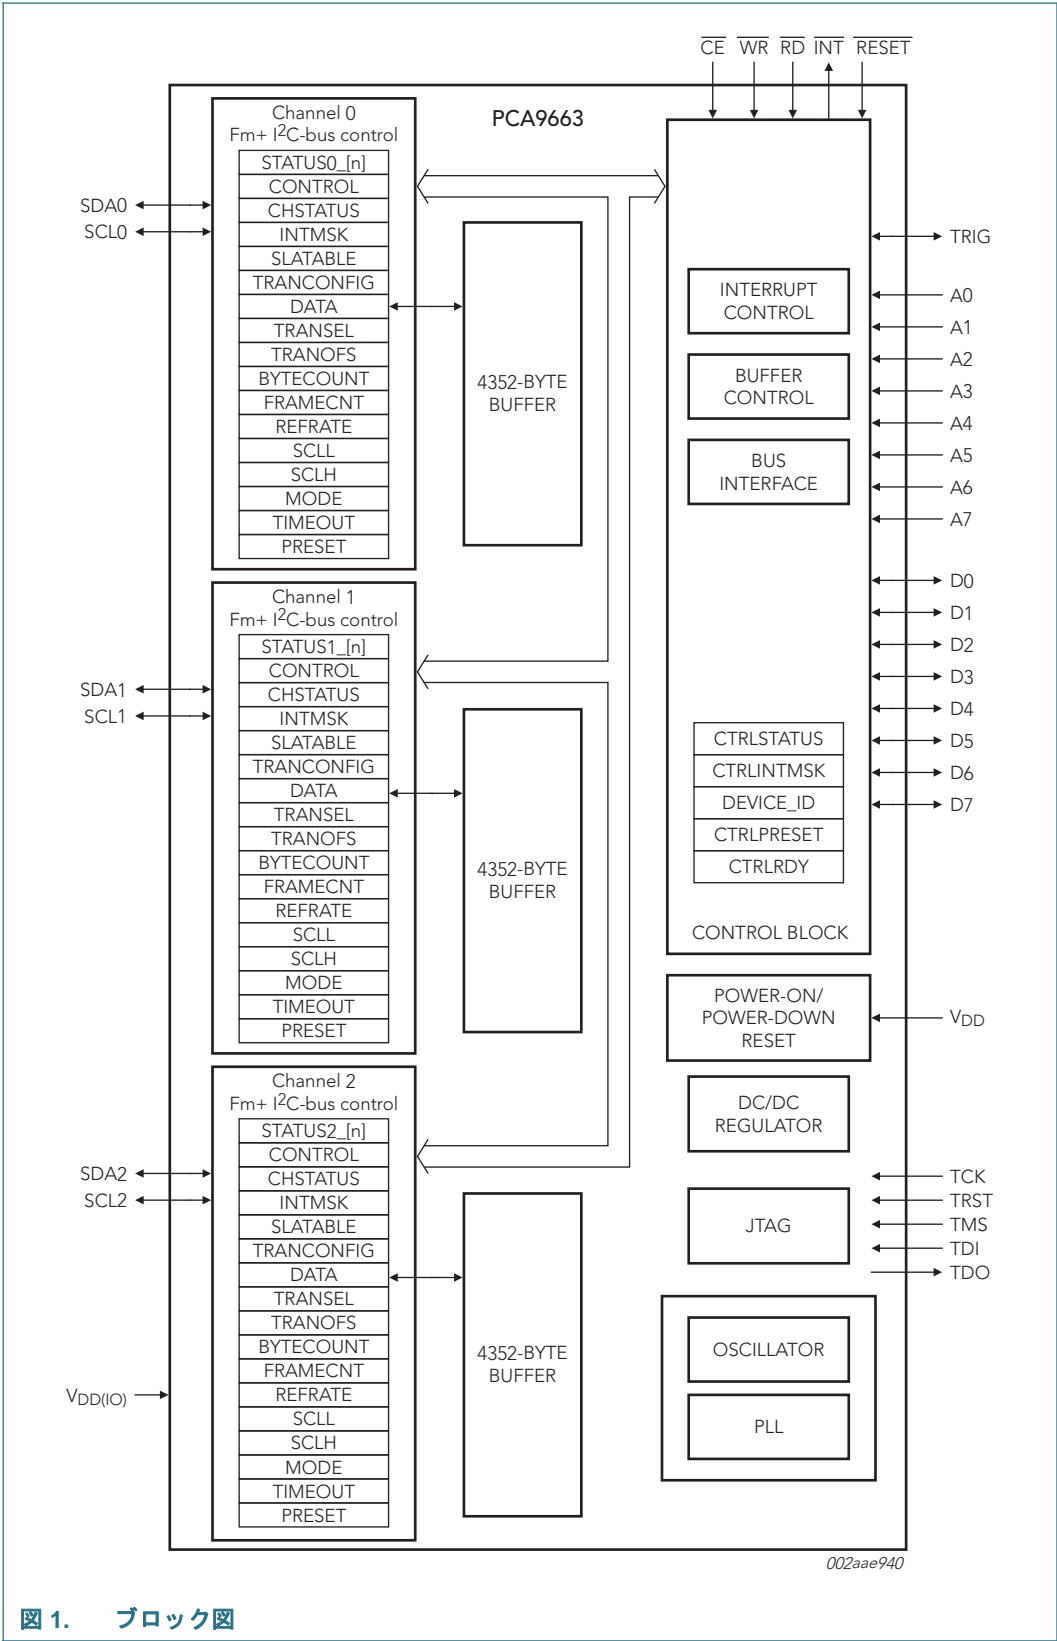 CE WR RD INT RESET
PCA9663
Channel 0
Fm+ I2C-bus control
STATUS0_[n]
CONTROL
CHSTATUS
INTMSK
SLATABLE
TRANCONFIG
DATA
TRANSEL
TRANOFS
BYTECOUNT
FRAMECNT
REFRATE
SCLL
SCLH
MODE
TIMEOUT
PRESET
SDA0
SCL0
4352-BYTE
BUFFER
Channel 1
Fm+ I2C-bus control
STATUS1_[n]
CONTROL
CHSTATUS
INTMSK
SLATABLE
TRANCONFIG
DATA
TRANSEL
TRANOFS
BYTECOUNT
FRAMECNT
REFRATE
SCLL
SCLH
MODE
TIMEOUT
PRESET
SDA1
SCL1
4352-BYTE
BUFFER
Channel 2
Fm+ I2C-bus control
STATUS2_[n]
CONTROL
CHSTATUS
INTMSK
SLATABLE
TRANCONFIG
DATA
TRANSEL
TRANOFS
BYTECOUNT
FRAMECNT
REFRATE
SCLL
SCLH
MODE
TIMEOUT
PRESET
SDA2
SCL2
VDD(IO)
4352-BYTE
BUFFER
INTERRUPT
CONTROL
BUFFER
CONTROL
BUS
INTERFACE
CTRLSTATUS
CTRLINTMSK
DEVICE_ID
CTRLPRESET
CTRLRDY
CONTROL BLOCK
POWER-ON/
POWER-DOWN
RESET
DC/DC
REGULATOR
JTAG
OSCILLATOR
PLL
TRIG
A0
A1
A2
A3
A4
A5
A6
A7
D0
D1
D2
D3
D4
D5
D6
D7
VDD
TCK
TRST
TMS
TDI
TDO
002aae940
図 1. ブロック図